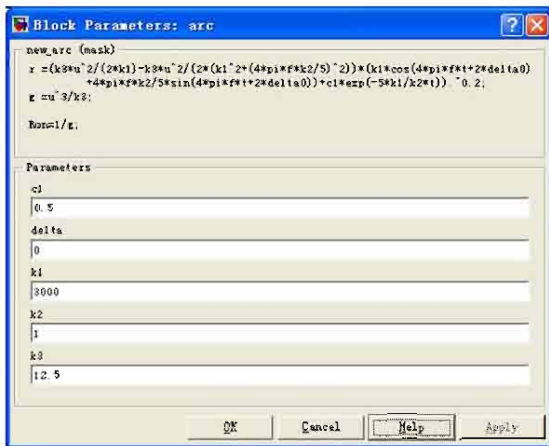 Block Parameters: arc
new_arc (mask)
r =(k3*u^2/(2*k1)-k3*u^2/(2*(k1^2+(4*pi*f*k2/5)^2))*(k1*cos(4*pi*f*t+2*delta0)
+4*pi*f*k2/5*sin(4*pi*f*t+2*delta0))+c1*exp(-5*k1/k2*t)).^0.2;
g =u^3/k3;
Ron=1/g;
Parameters
c1
0.5
delta
0
k1
3000
k2
1
k3
12.5
OK
Cancel
Help
Apply